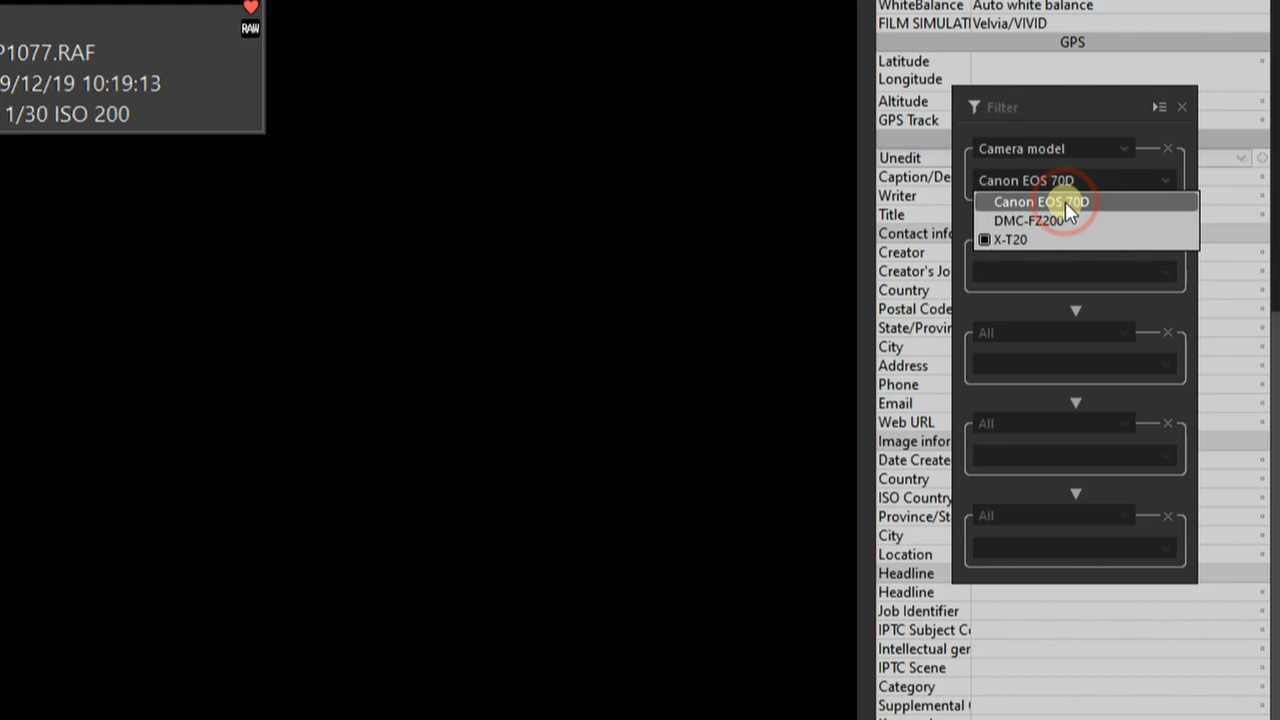 RAW
P1077.RAF
9/12/19 10:19:13
1/30 ISO 200
WhiteBalance Auto white balance
FILM SIMULATI Velvia/VIVID
GPS
Latitude
Longitude
Altitude
GPS Track
Unedit
Caption/De
Writer
Title
Contact info
Creator
Creator's Jo
Country
Postal Code
State/Provin
City
Address
Phone
Email
Web URL
Image infor
Date Create
Country
ISO Country
Province/St
City
Location
Headline
Headline
Job Identifier
IPTC Subject Co
Intellectual ger
IPTC Scene
Category
Supplemental
Filter
Camera model
Canon EOS 70D
Canon EOS 70D
DMC-FZ200
X-T20
All
All
All